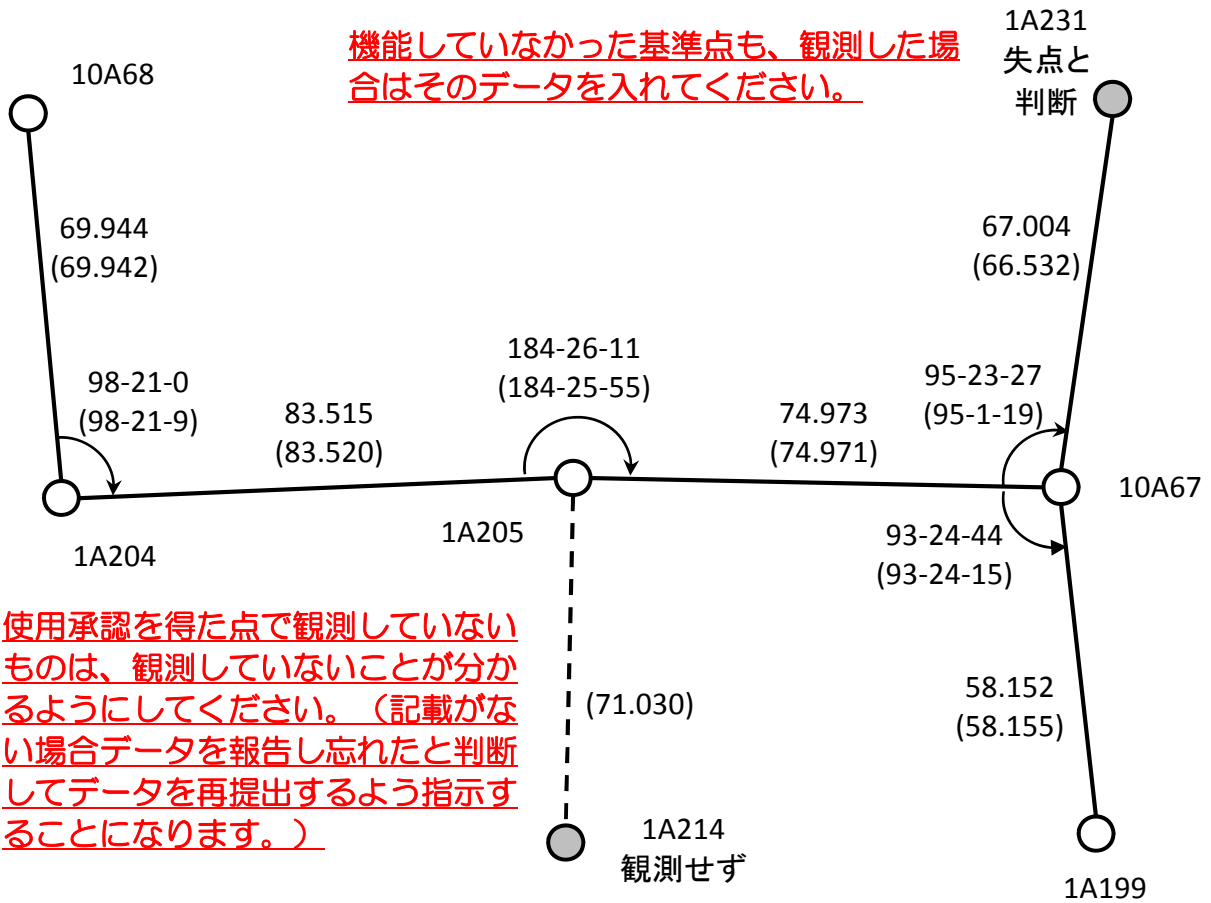 機能していなかった基準点も、観測した場
合はそのデータを入れてください。
1A231
失点と
判断
10A68
69.944
(69.942)
67.004
(66.532)
98-21-0
(98-21-9)
83.515
(83.520)
184-26-11
(184-25-55)
74.973
(74.971)
95-23-27
(95-1-19)
10A67
1A204
1A205
93-24-44
(93-24-15)
使用承認を得た点で観測していない
ものは、観測していないことが分か
るようにしてください。（記載がな
い場合データを報告し忘れたと判断
してデータを再提出するよう指示す
ることになります。）
(71.030)
58.152
(58.155)
1A214
観測せず
1A199